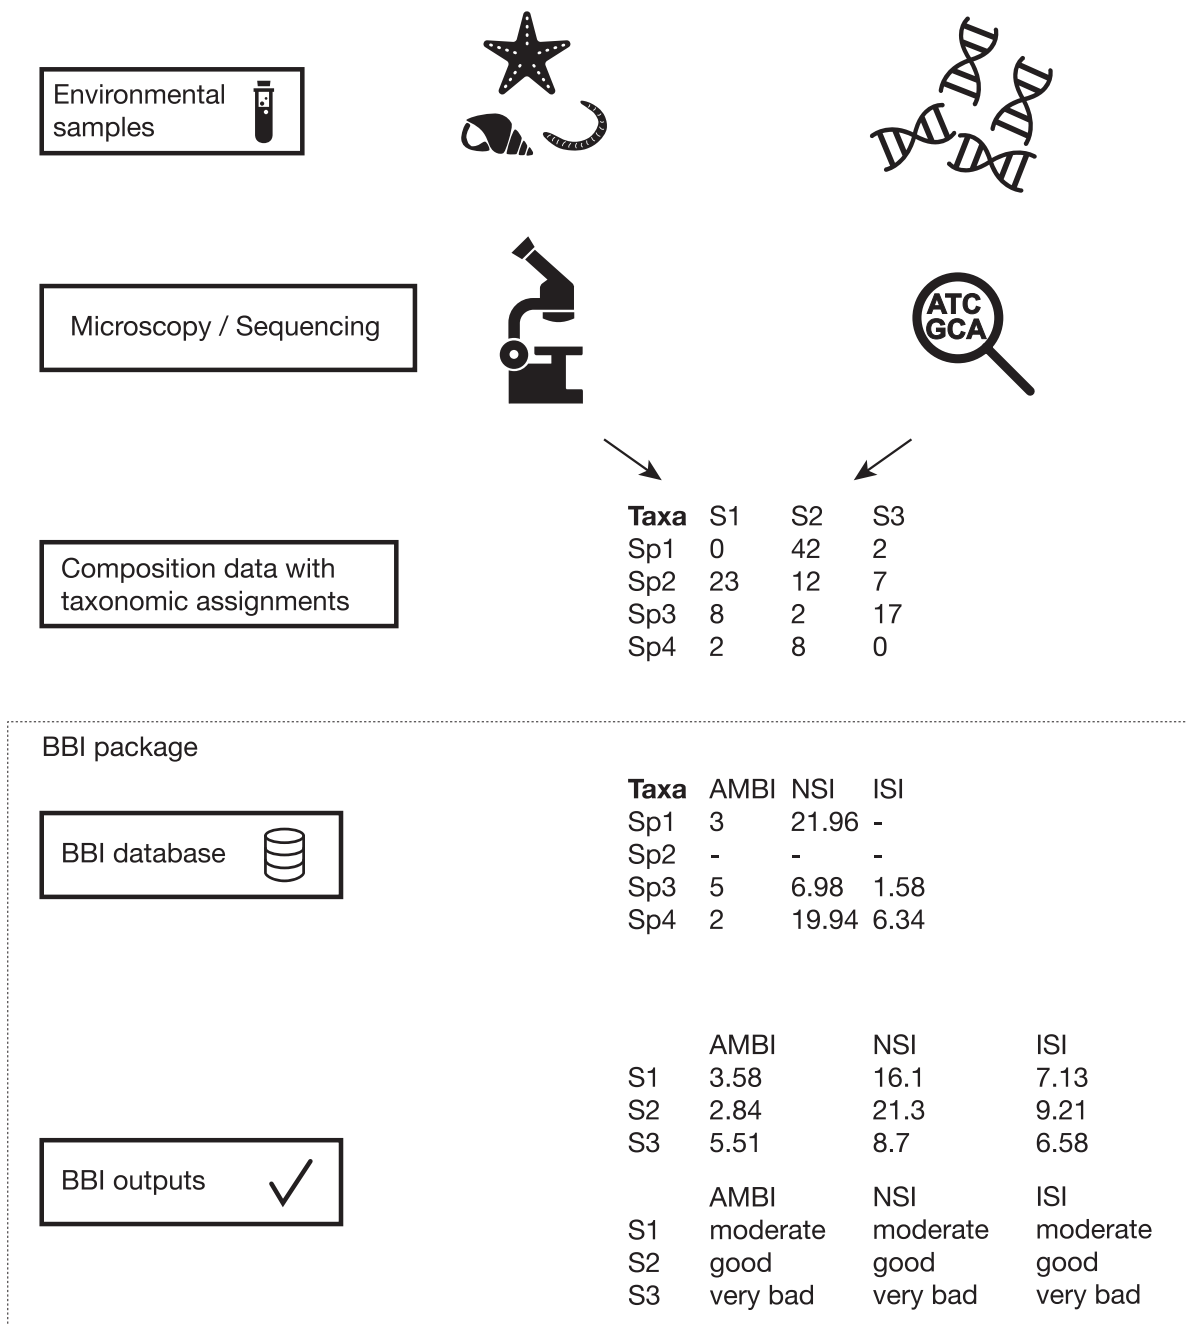 Environmental
samples
Microscopy / Sequencing
ATC
GCA
Composition data with
taxonomic assignments
Taxa S1 S2 S3
Sp1 0 42 2
Sp2 23 12 7
Sp3 8 2 17
Sp4 2 8 0
BBI package
BBI database
Taxa AMBI NSI ISI
Sp1 3 21.96 -
Sp2 - - -
Sp3 5 6.98 1.58
Sp4 2 19.94 6.34
BBI outputs
AMBI NSI ISI
S1 3.58 16.1 7.13
S2 2.84 21.3 9.21
S3 5.51 8.7 6.58
AMBI NSI ISI
S1 moderate moderate moderate
S2 good good good
S3 very bad very bad very bad